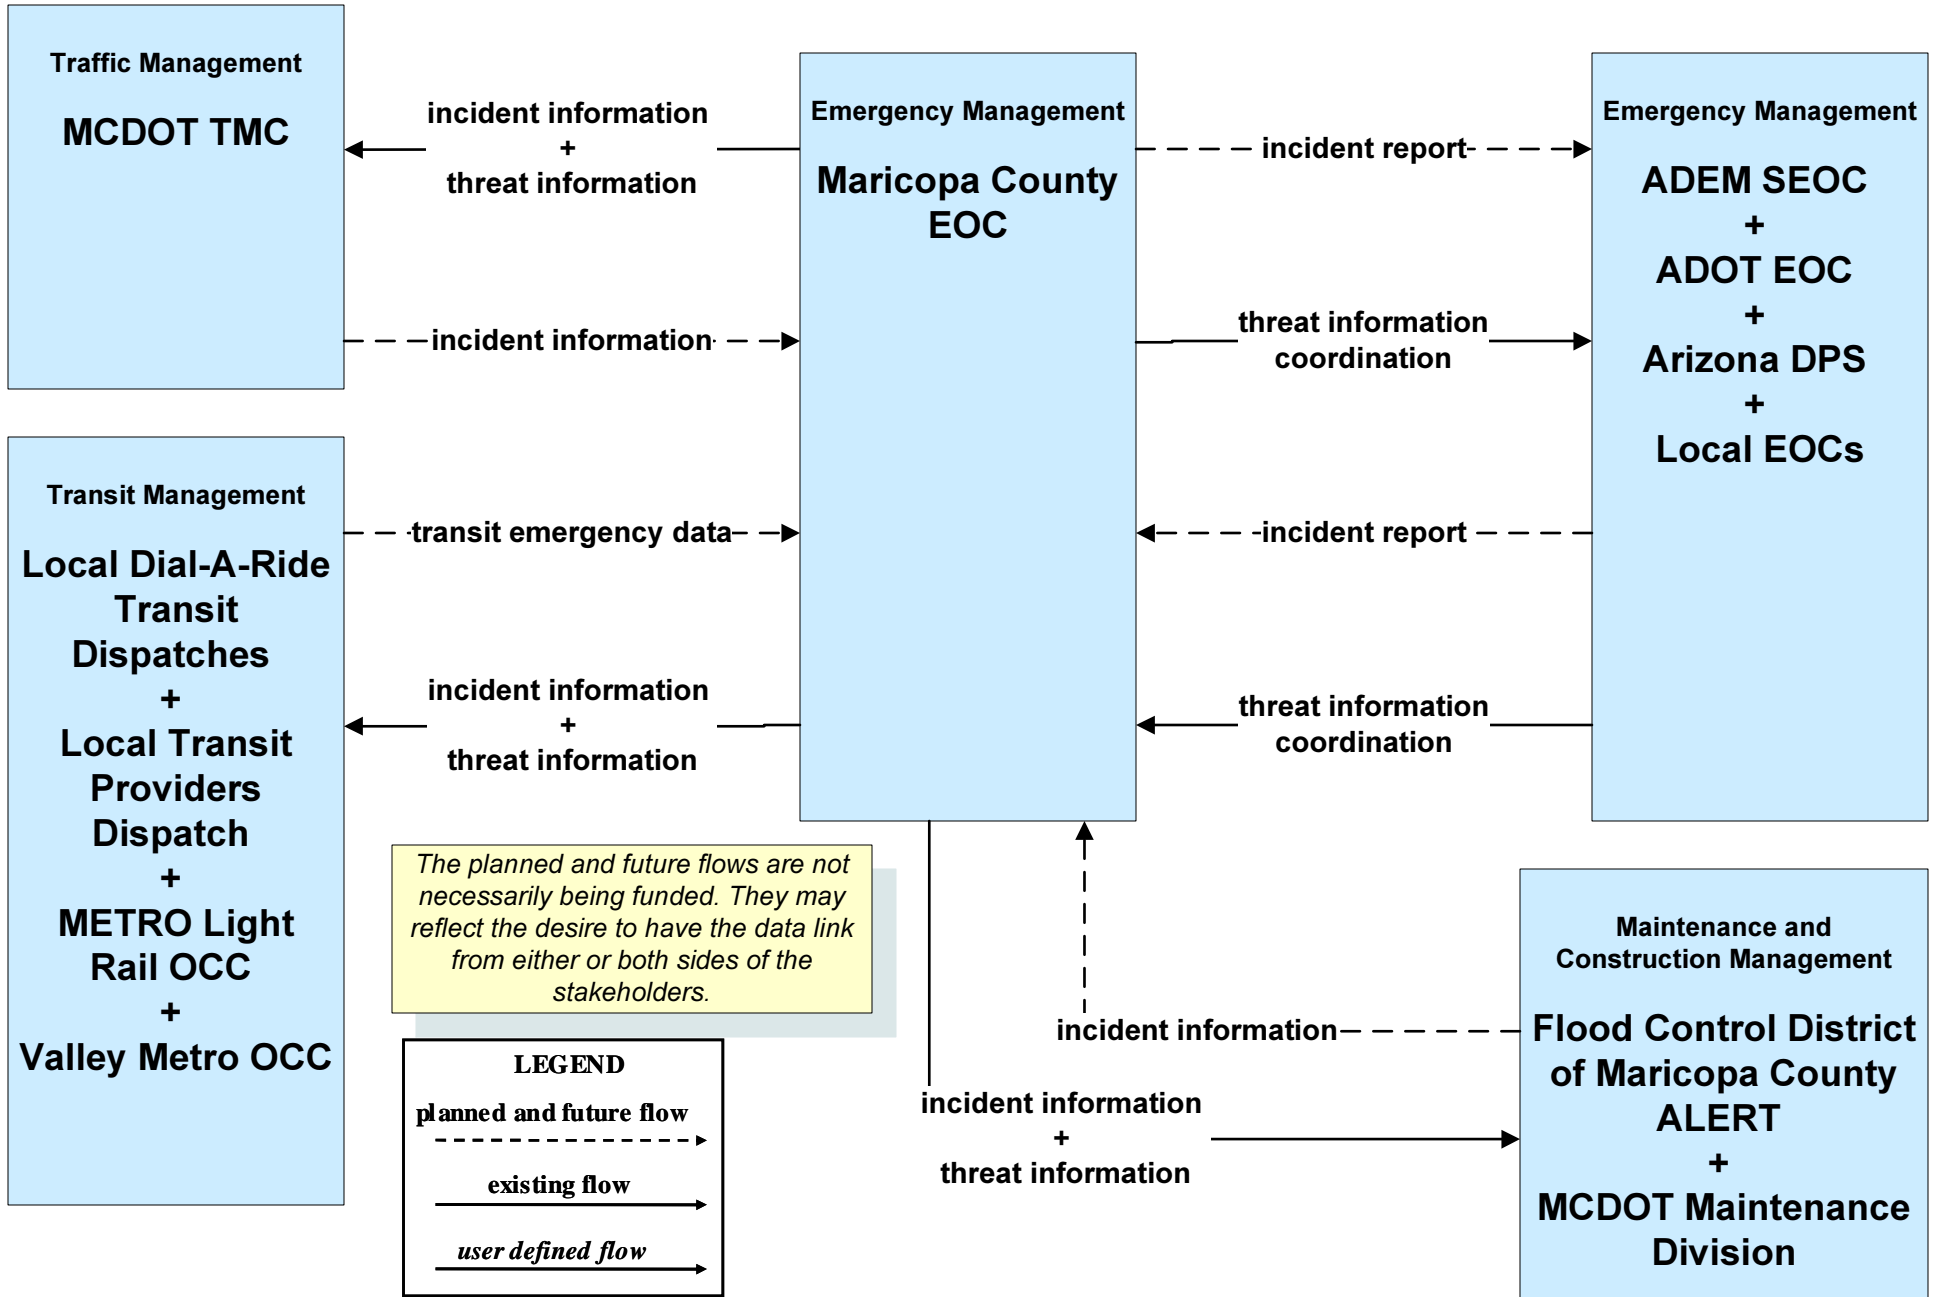 Traffic Management
MCDOT TMC
incident information
+
threat information
incident information
Emergency Management
Maricopa County
EOC
incident report
threat information
coordination
incident report
threat information
coordination
Emergency Management
ADEM SEOC
+
ADOT EOC
+
Arizona DPS
+
Local EOCs
Transit Management
Local Dial-A-Ride
Transit
Dispatches
+
Local Transit
Providers
Dispatch
+
METRO Light
Rail OCC
+
Valley Metro OCC
transit emergency data
incident information
+
threat information
The planned and future flows are not
necessarily being funded. They may
reflect the desire to have the data link
from either or both sides of the
stakeholders.
LEGEND
planned and future flow
existing flow
user defined flow
incident information
incident information
+
threat information
Maintenance and
Construction Management
Flood Control District
of Maricopa County
ALERT
+
MCDOT Maintenance
Division